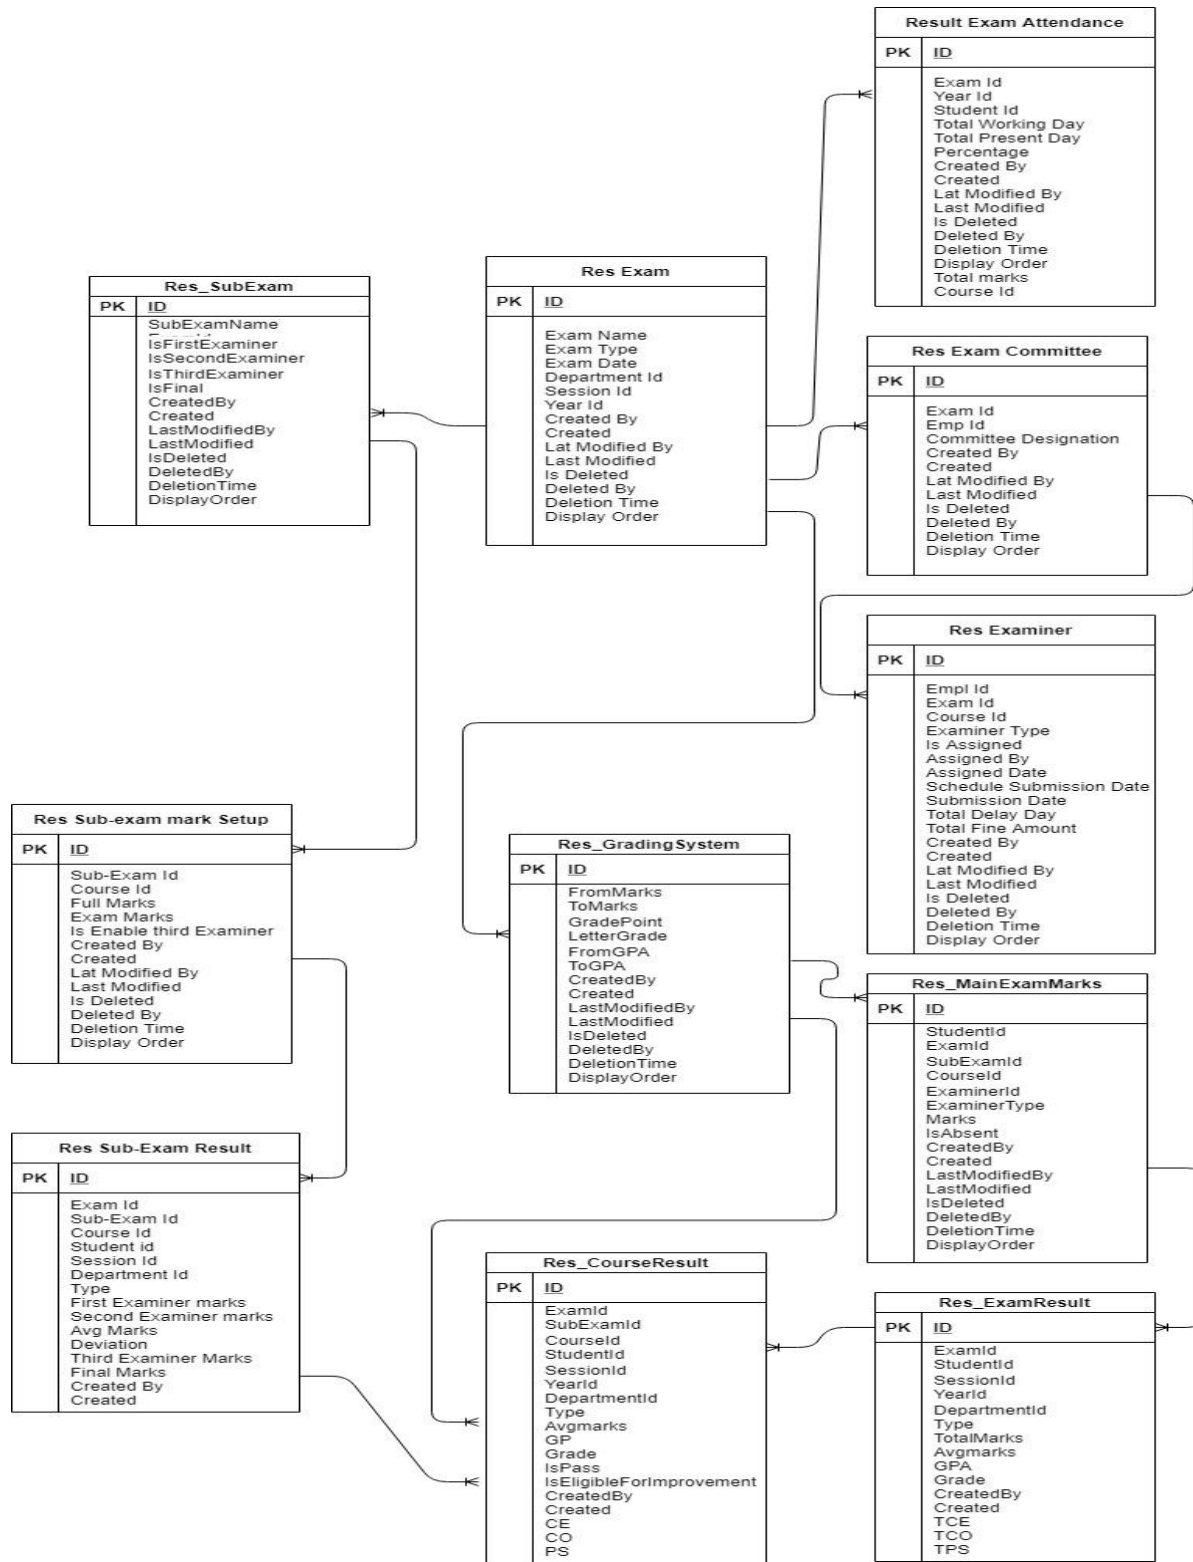 Result Exam Attendance
PK ID
Exam Id
Year Id
Student Id
Total Working Day
Total Present Day
Percentage
Created By
Created
Lat Modified By
Last Modified
Is Deleted
Deleted By
Deletion Time
Display Order
Total marks
Course Id
Res_SubExam
PK ID
SubExamName
IsFirstExaminer
IsSecondExaminer
IsThirdExaminer
IsFinal
CreatedBy
Created
LastModifiedBy
LastModified
IsDeleted
DeletedBy
DeletionTime
DisplayOrder
Res Exam
PK ID
Exam Name
Exam Type
Exam Date
Department Id
Session Id
Year Id
Created By
Created
Lat Modified By
Last Modified
Is Deleted
Deleted By
Deletion Time
Display Order
Res Exam Committee
PK ID
Exam Id
Emp Id
Committee Designation
Created By
Created
Lat Modified By
Last Modified
Is Deleted
Deleted By
Deletion Time
Display Order
Res Examiner
PK ID
Empl Id
Exam Id
Course Id
Examiner Type
Is Assigned
Assigned By
Assigned Date
Schedule Submission Date
Submission Date
Total Delay Day
Total Fine Amount
Created By
Created
Lat Modified By
Last Modified
Is Deleted
Deleted By
Deletion Time
Display Order
Res Sub-exam mark Setup
PK ID
Sub-Exam Id
Course Id
Full Marks
Exam Marks
Is Enable third Examiner
Created By
Created
Lat Modified By
Last Modified
Is Deleted
Deleted By
Deletion Time
Display Order
Res_GradingSystem
PK ID
FromMarks
ToMarks
GradePoint
LetterGrade
FromGPA
ToGPA
CreatedBy
Created
LastModifiedBy
LastModified
IsDeleted
DeletedBy
DeletionTime
DisplayOrder
Res_MainExamMarks
PK ID
StudentId
ExamId
SubExamId
CourseId
ExaminerId
ExaminerType
Marks
IsAbsent
CreatedBy
Created
LastModifiedBy
LastModified
IsDeleted
DeletedBy
DeletionTime
DisplayOrder
Res Sub-Exam Result
PK ID
Exam Id
Sub-Exam Id
Course Id
Student id
Session Id
Department Id
Type
First Examiner marks
Second Examiner marks
Avg Marks
Deviation
Third Examiner Marks
Final Marks
Created By
Created
Res_CourseResult
PK ID
ExamId
SubExamId
CourseId
StudentId
SessionId
YearId
DepartmentId
Type
Avgmarks
GP
Grade
IsPass
IsEligibleForImprovement
CreatedBy
Created
CE
CO
PS
Res_ExamResult
PK ID
ExamId
StudentId
SessionId
YearId
DepartmentId
Type
TotalMarks
Avgmarks
GPA
Grade
CreatedBy
Created
TCE
TCO
TPS